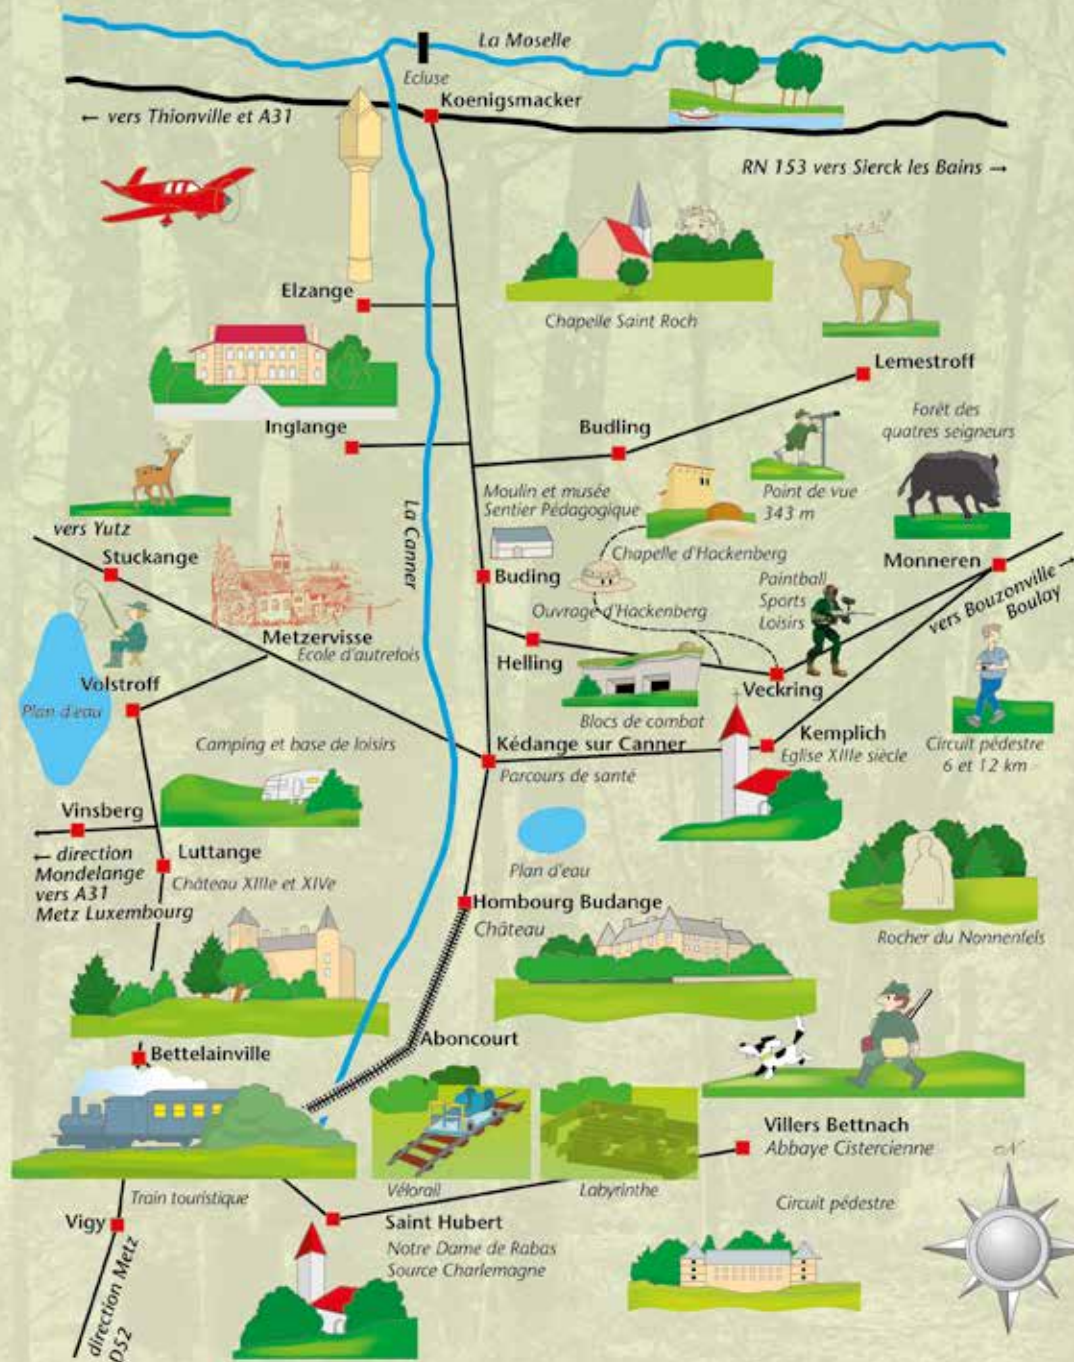 La Moselle
Ecluse
Koenigsmacker
← vers Thionville et A31
RN 153 vers Sierck les Bains →
Elzange
Chapelle Saint Roch
Lemestroff
Inglange
Budling
Forêt des
quatres seigneurs
Moulin et musée
Sentier Pédagogique
Point de vue
343 m
La Canner
vers Yutz
Stuckange
Buding
Chapelle d'Hackenberg
Monneren
Paintball
Sports
Loisirs
vers Bouzonville →
Boulay
Ouvrage d'Hackenberg
Metzervisse
Ecole d'autrefois
Helling
Veckring
Volstroff
Plan d'eau
Blocs de combat
Camping et base de loisirs
Kédange sur Canner
Parcours de santé
Kemplich
Eglise XIIIe siècle
Circuit pédestre
6 et 12 km
Vinsberg
← direction
Mondelange
vers A31
Metz Luxembourg
Luttange
Château XIIIe et XIVe
Plan d'eau
Hombourg Budange
Château
Rocher du Nonnenfels
Aboncourt
Bettelainville
Villers Bettnach
Abbaye Cistercienne
N
Train touristique
Vélorail
Labyrinthe
Circuit pédestre
Vigy
Saint Hubert
Notre Dame de Rabas
Source Charlemagne
direction Metz
D52